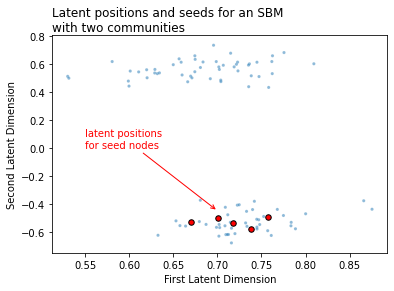 Latent positions and seeds for an SBM
with two communities
Second Latent Dimension
0.8
0.6
0.4
0.2
0.0
−0.2
−0.4
−0.6
latent positions
for seed nodes
0.55
0.60
0.65
0.70
0.75
0.80
0.85
First Latent Dimension